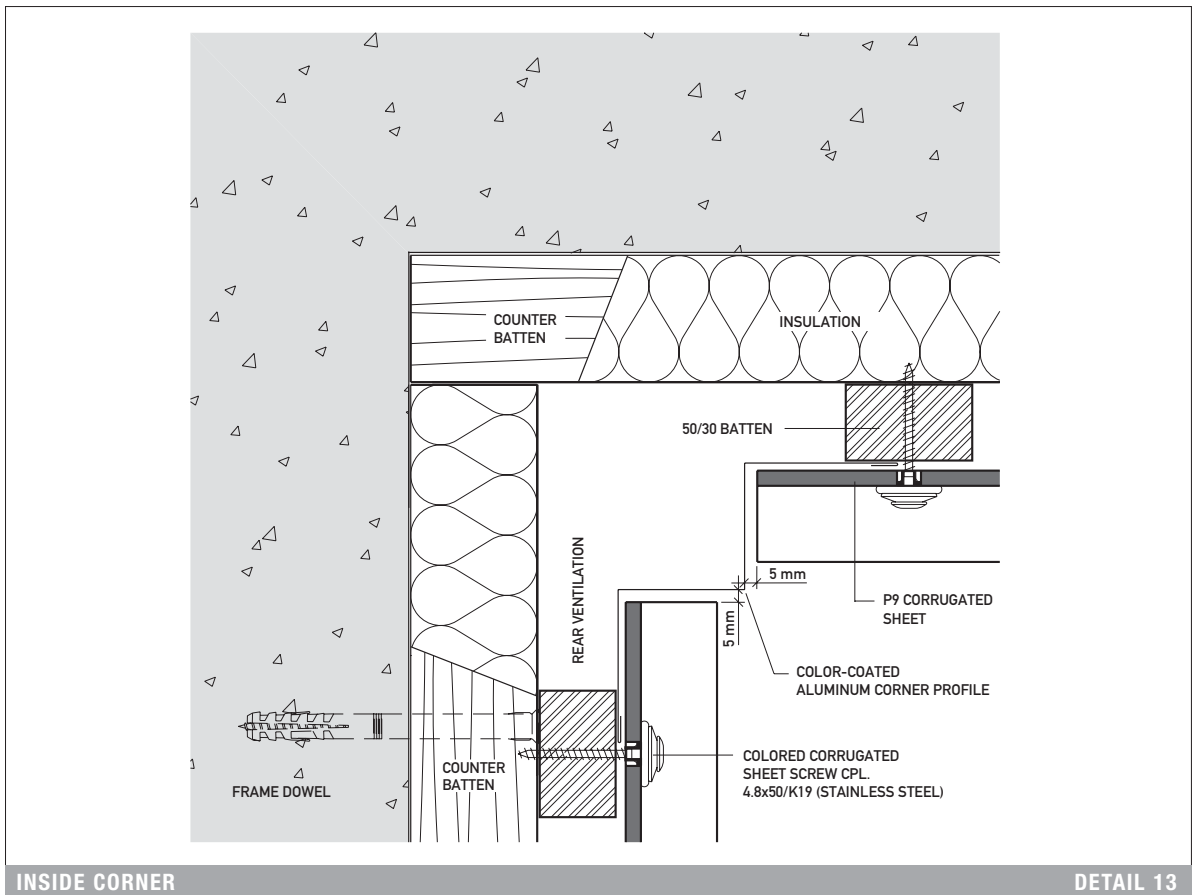 COUNTER
BATTEN
INSULATION
50/30 BATTEN
REAR VENTILATION
5 mm
5 mm
P9 CORRUGATED
SHEET
COLOR-COATED
ALUMINUM CORNER PROFILE
COLORED CORRUGATED
SHEET SCREW CPL.
4.8x50/K19 (STAINLESS STEEL)
COUNTER
BATTEN
FRAME DOWEL
INSIDE CORNER
DETAIL 13